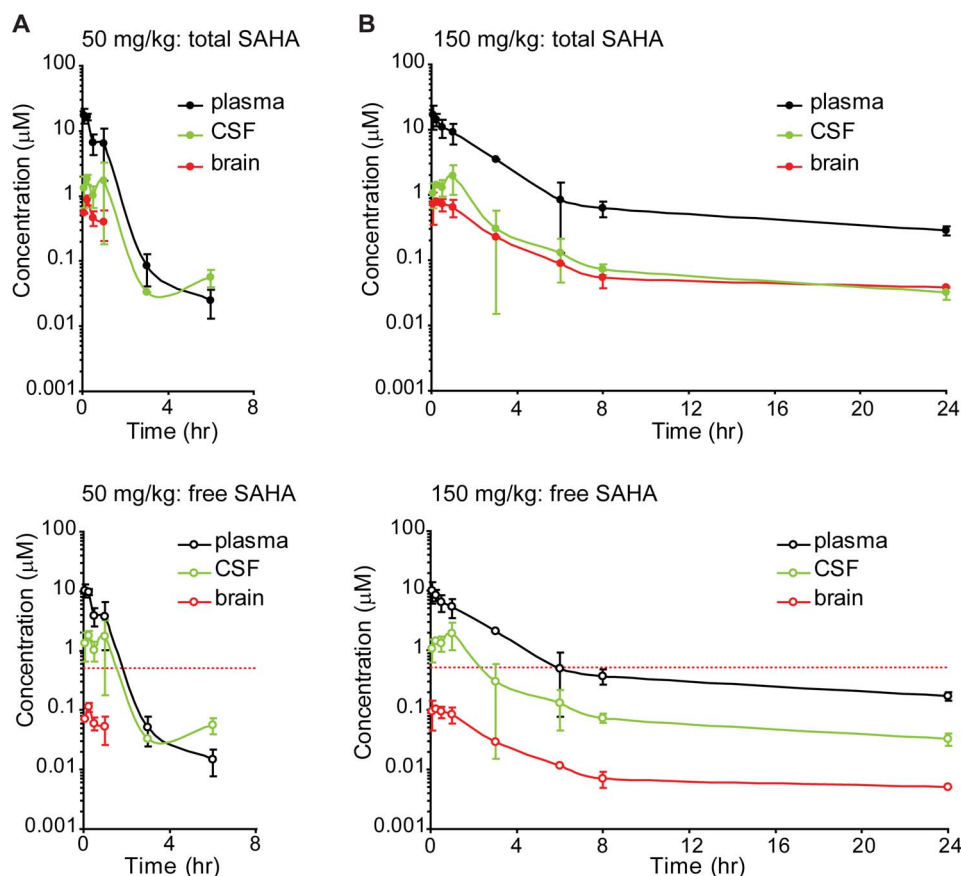 A
50 mg/kg: total SAHA
Concentration (μM)
100
10
1
0.1
0.01
0.001
plasma
CSF
brain
0 4 8
Time (hr)
B
150 mg/kg: total SAHA
Concentration (μM)
100
10
1
0.1
0.01
0.001
plasma
CSF
brain
0 4 8 12 16 20 24
Time (hr)
50 mg/kg: free SAHA
Concentration (μM)
100
10
1
0.1
0.01
0.001
plasma
CSF
brain
0 4 8
Time (hr)
150 mg/kg: free SAHA
Concentration (μM)
100
10
1
0.1
0.01
0.001
plasma
CSF
brain
0 4 8 12 16 20 24
Time (hr)